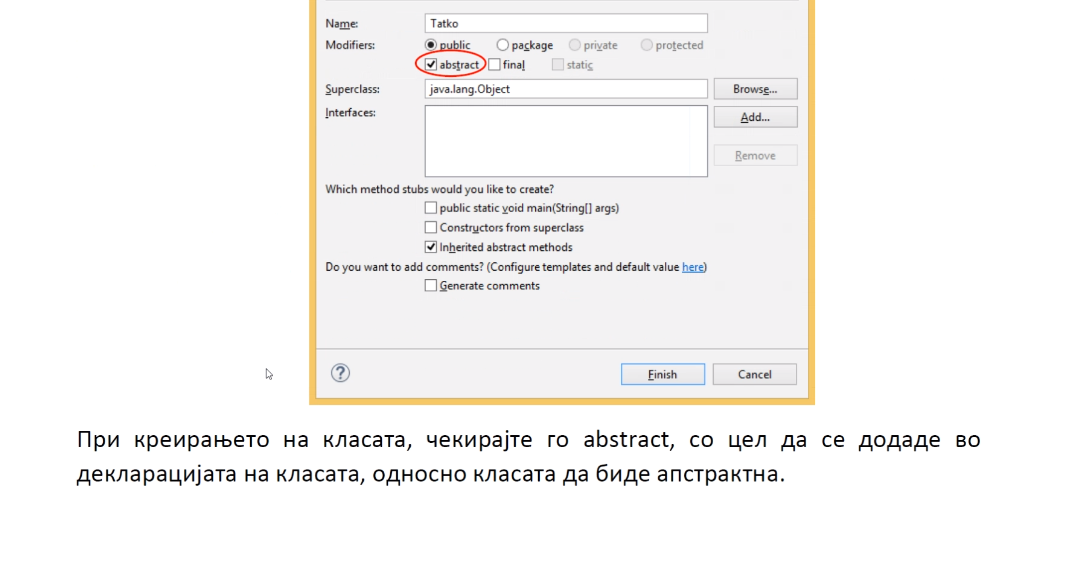 Name: Tatko
Modifiers: public package private protected
abstract final static
Superclass: java.lang.Object Browse...
Interfaces: Add...
Remove
Which method stubs would you like to create?
public static void main(String[] args)
Constructors from superclass
Inherited abstract methods
Do you want to add comments? (Configure templates and default value here)
Generate comments
? Finish Cancel
При креирањето на класата, чекирајте го abstract, со цел да се додаде во
декларацијата на класата, односно класата да биде апстрактна.